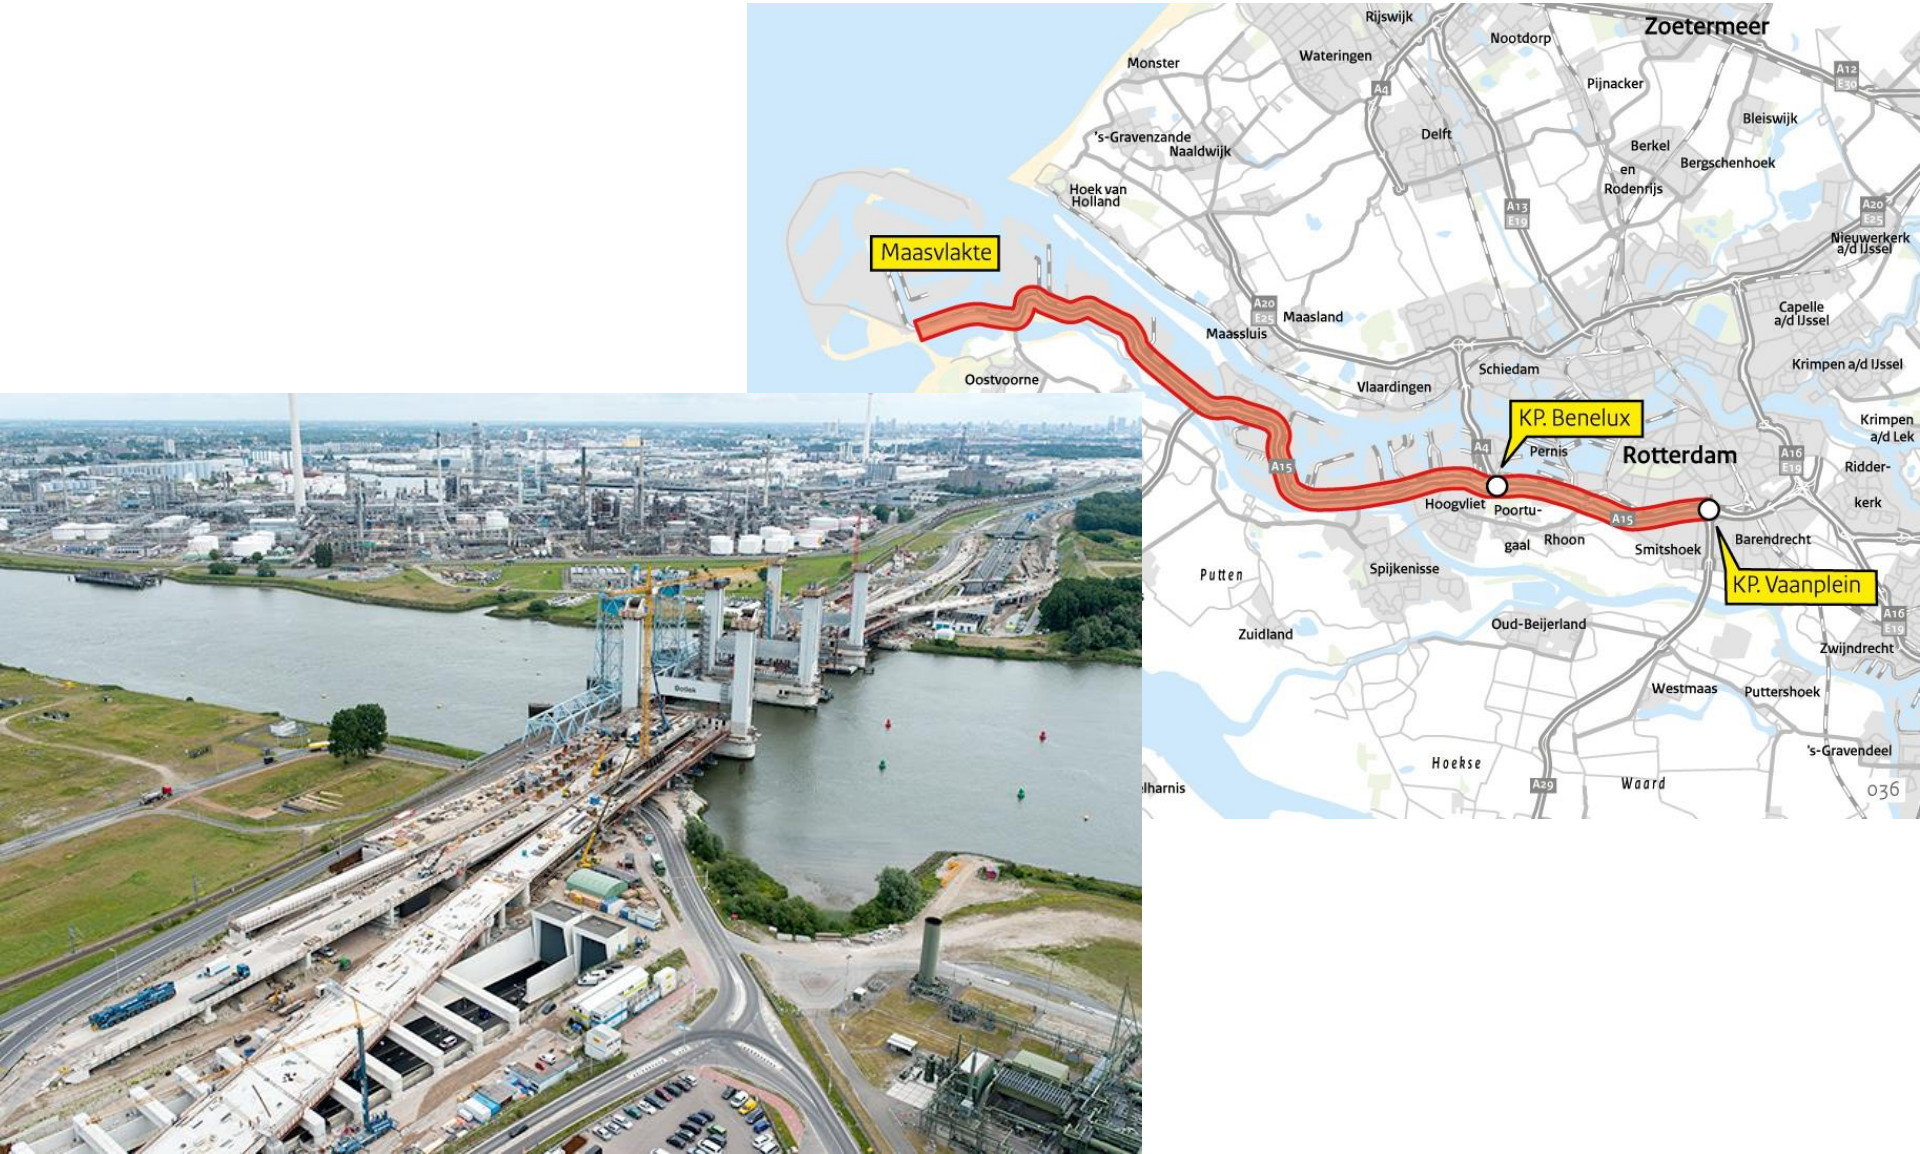 Rijswijk
Zoetermeer
Nootdorp
Wateringen
Monster
A12
E30
Pijnacker
A4
Bleiswijk
's-Gravenzande
Delft
Naaldwijk
Berkel
en
Rodenrijs
Bergschenhoek
Hoek van
Holland
A13
E19
A20
E25
Nieuwerkerk
a/d IJssel
Maasvlakte
A20
E25
Maasland
Capelle
a/d IJssel
Maassluis
Krimpen a/d IJssel
Schiedam
Oostvoorne
Vlaardingen
KP. Benelux
Krimpen
a/d Lek
A4
Pernis
Rotterdam
A16
E19
A15
Ridder-
kerk
Hoogvliet
Poortu-
gaal
A15
Rhoon
Smitshoek
Barendrecht
Spijkenisse
Putten
KP. Vaanplein
A16
E19
Zuidland
Oud-Beijerland
Zwijndrecht
Westmaas
Puttershoek
's-Gravendeel
Hoekse
Waard
A29
036
elharnis
Botlek